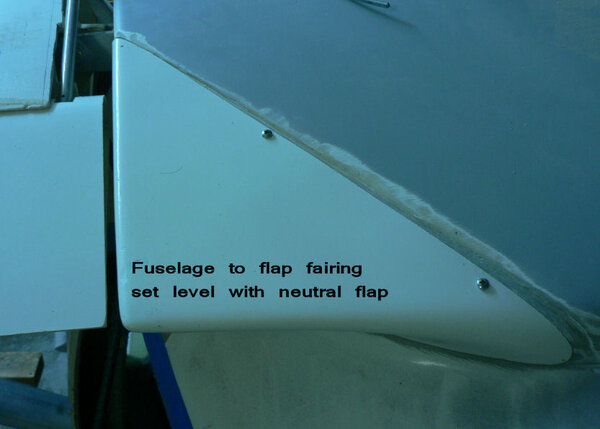 Fuselage to flap fairing
set level with neutral flap